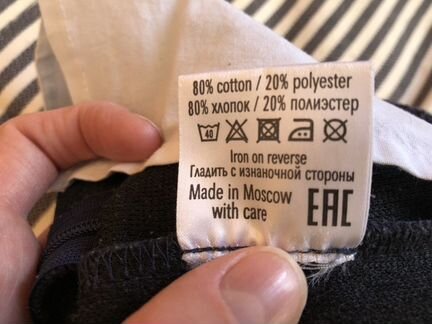 80% cotton / 20% polyester
80% хлопок / 20% полиэстер
40
Iron on reverse
Гладить с изнаночной стороны
Made in Moscow
with care
EAC